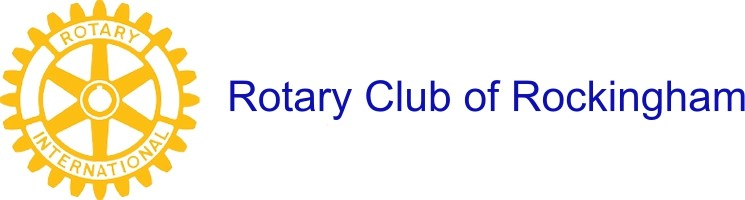 ROTARY
INTERNATIONAL
Rotary Club of Rockingham